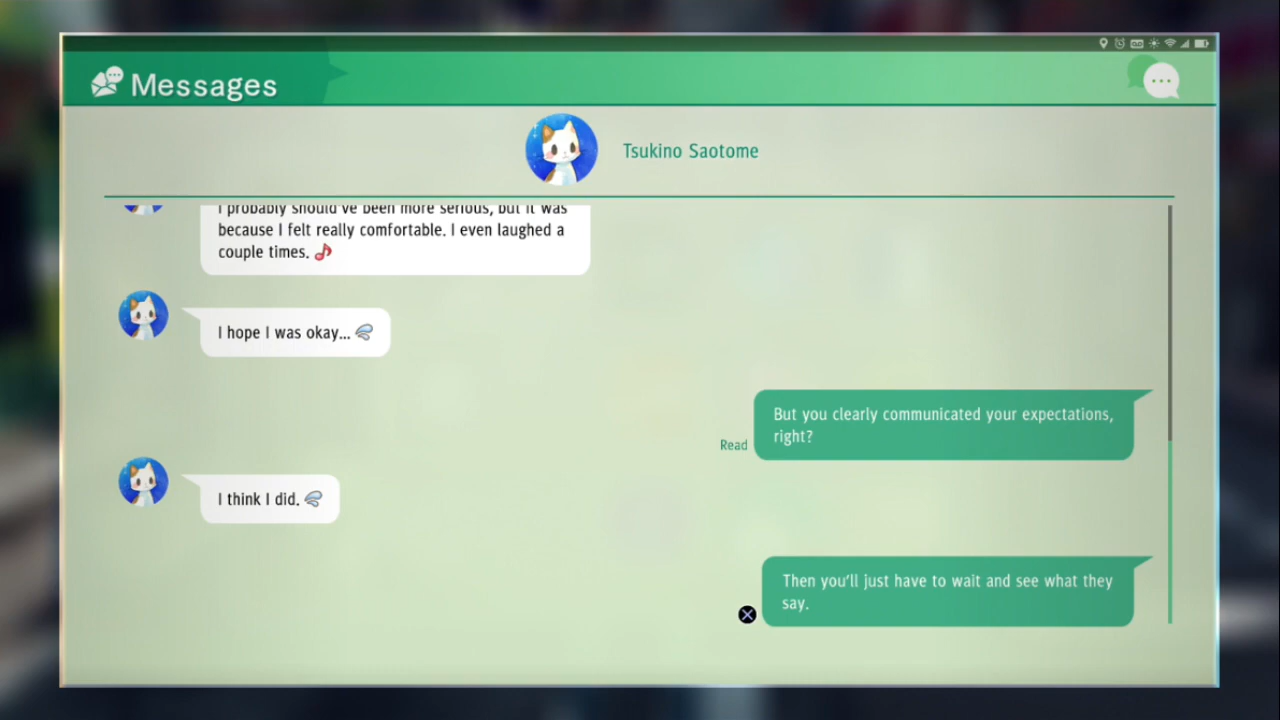 Messages
Tsukino Saotome
I probably should've been more serious, but it was
because I felt really comfortable. I even laughed a
couple times.
I hope I was okay...
But you clearly communicated your expectations,
right?
Read
I think I did.
Then you'll just have to wait and see what they
say.